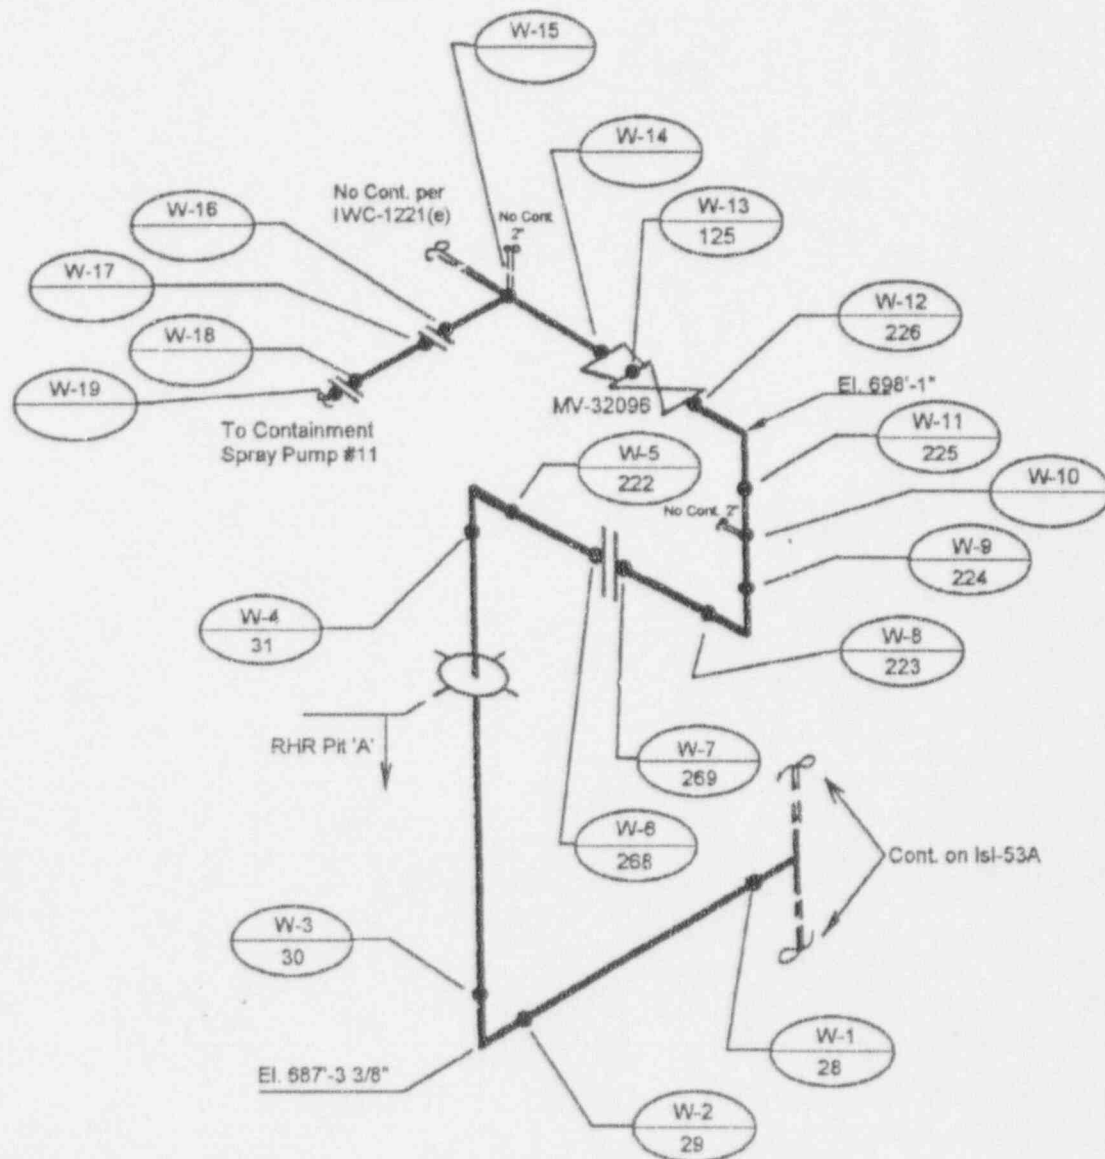 W-15
W-14
No Cont. per
IWC-1221(e)
No Cont.
2"
W-16
W-13
125
W-17
W-18
W-12
226
W-19
MV-32096
El. 698'-1"
To Containment
Spray Pump #11
W-11
225
W-5
222
No Cont. 2"
W-10
W-9
224
W-4
31
W-8
223
RHR Pit 'A'
W-7
269
W-6
268
Cont. on Isl-53A
W-3
30
W-1
28
El. 687'-3 3/8"
W-2
29